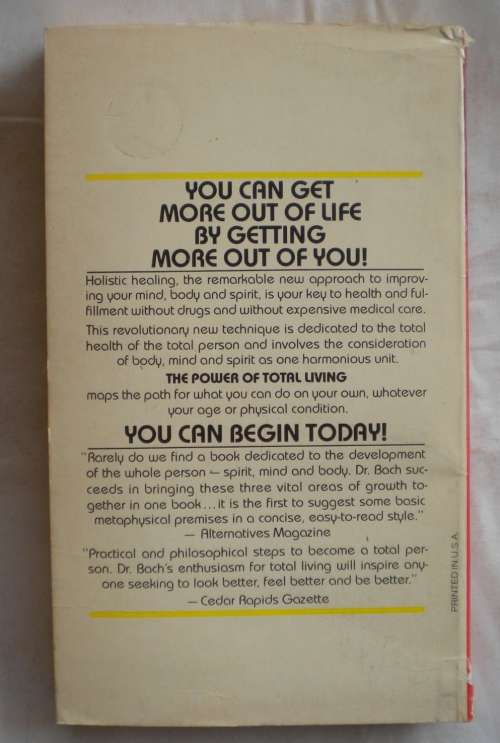 YOU CAN GET
MORE OUT OF LIFE
BY GETTING
MORE OUT OF YOU!
Holistic healing, the remarkable new approach to improv-
ing your mind, body and spirit, is your key to health and ful-
fillment without drugs and without expensive medical care.
This revolutionary new technique is dedicated to the total
health of the total person and involves the consideration
of body, mind and spirit as one harmonious unit.
THE POWER OF TOTAL LIVING
maps the path for what you can do on your own, whatever
your age or physical condition.
YOU CAN BEGIN TODAY!
"Rarely do we find a book dedicated to the development
of the whole person — spirit, mind and body. Dr. Bach suc-
ceeds in bringing these three vital areas of growth to-
gether in one book...it is the first to suggest some basic
metaphysical premises in a concise, easy-to-read style."
— Alternatives Magazine
"Practical and philosophical steps to become a total per-
son. Dr. Bach's enthusiasm for total living will inspire any-
one seeking to look better, feel better and be better."
— Cedar Rapids Gazette
PRINTED IN U.S.A.